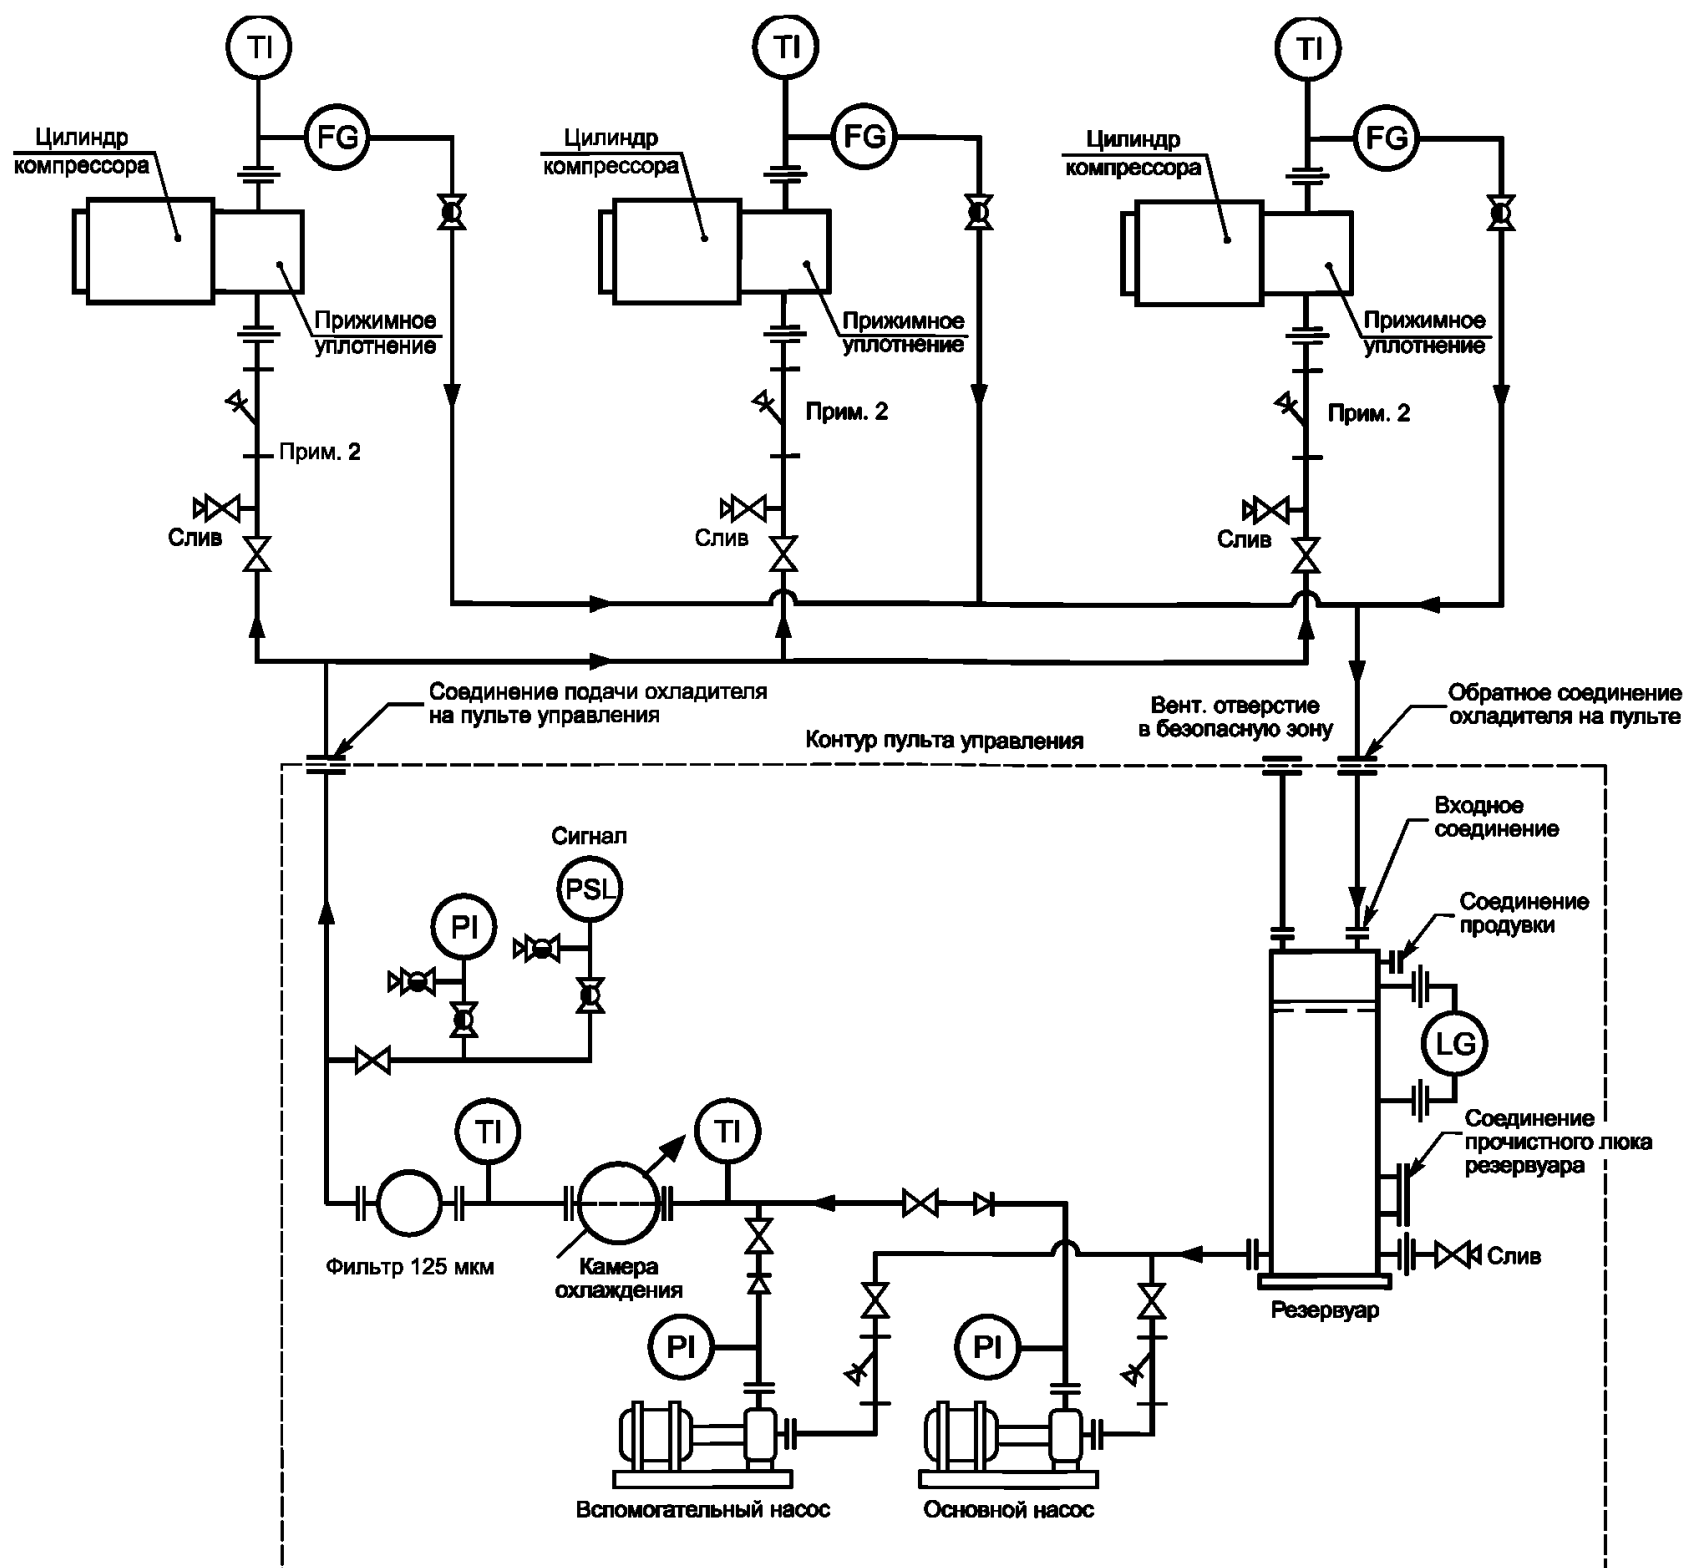 TI
TI
TI
FG
FG
FG
Цилиндр
компрессора
Цилиндр
компрессора
Цилиндр
компрессора
Прижимное
уплотнение
Прижимное
уплотнение
Прижимное
уплотнение
Прим. 2
Прим. 2
Прим. 2
Слив
Слив
Слив
Соединение подачи охладителя
на пульте управления
Вент. отверстие
в безопасную зону
Обратное соединение
охладителя на пульте
Контур пульта управления
Входное
соединение
Сигнал
PSL
PI
Соединение
продувки
LG
TI
TI
Соединение
прочистного люка
резервуара
Фильтр 125 мкм
Камера
охлаждения
Слив
Резервуар
PI
PI
Вспомогательный насос
Основной насос